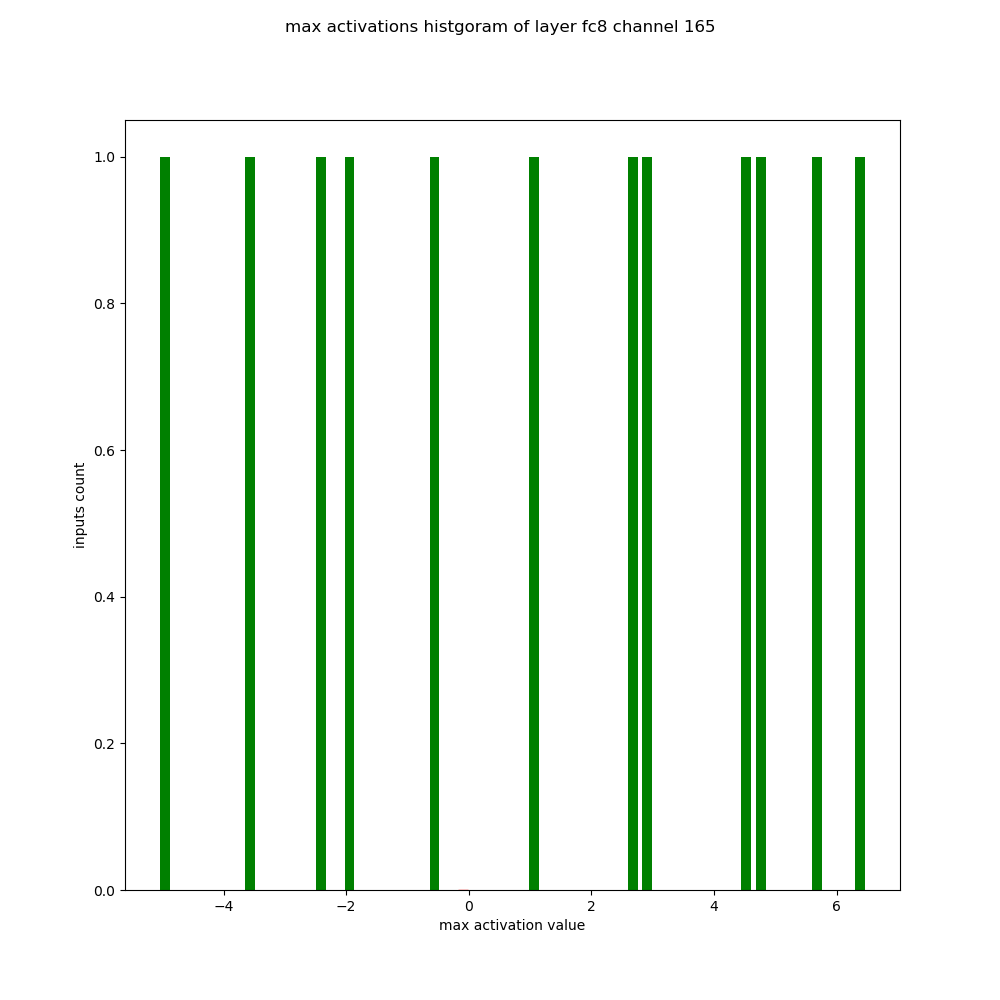 max activations histgoram of layer fc8 channel 165
1.0
0.8
0.6
0.4
0.2
0.0
inputs count
−4 −2 0 2 4 6
max activation value